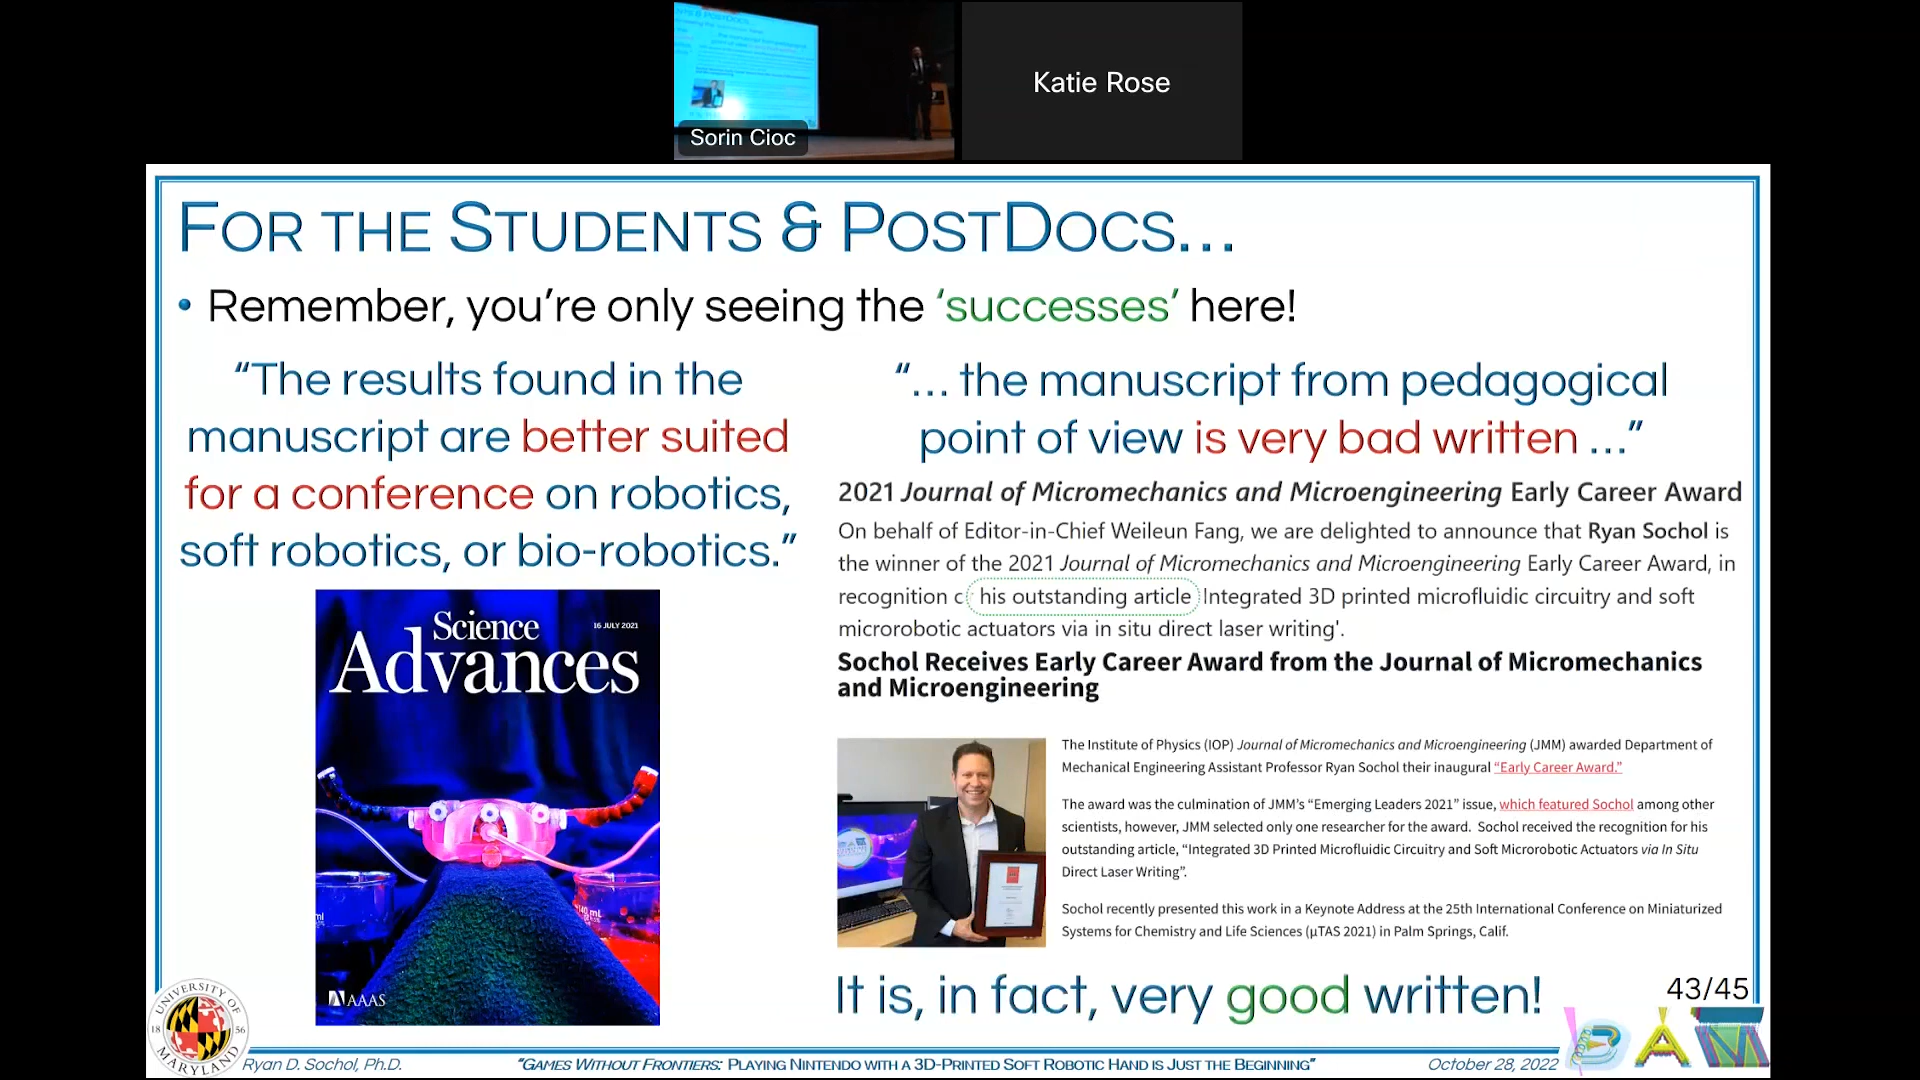 Sorin Cioc
Katie Rose
FOR THE STUDENTS & POSTDOCS...
• Remember, you're only seeing the 'successes' here!
"The results found in the
manuscript are better suited
for a conference on robotics,
soft robotics, or bio-robotics."
Science
Advances
16 JULY 2021
AAAS
"... the manuscript from pedagogical
point of view is very bad written ..."
2021 Journal of Micromechanics and Microengineering Early Career Award
On behalf of Editor-in-Chief Weileun Fang, we are delighted to announce that Ryan Sochol is
the winner of the 2021 Journal of Micromechanics and Microengineering Early Career Award, in
recognition his outstanding article Integrated 3D printed microfluidic circuitry and soft
microrobotic actuators via in situ direct laser writing'.
Sochol Receives Early Career Award from the Journal of Micromechanics
and Microengineering
The Institute of Physics (IOP) Journal of Micromechanics and Microengineering (JMM) awarded Department of
Mechanical Engineering Assistant Professor Ryan Sochol their inaugural "Early Career Award."
The award was the culmination of JMM's "Emerging Leaders 2021" issue, which featured Sochol among other
scientists, however, JMM selected only one researcher for the award. Sochol received the recognition for his
outstanding article, "Integrated 3D Printed Microfluidic Circuitry and Soft Microrobotic Actuators via In Situ
Direct Laser Writing".
Sochol recently presented this work in a Keynote Address at the 25th International Conference on Miniaturized
Systems for Chemistry and Life Sciences (µTAS 2021) in Palm Springs, Calif.
It is, in fact, very good written!
43/45
UNIVERSITY OF
18 56
MARYLAND
Ryan D. Sochol, Ph.D.
"GAMES WITHOUT FRONTIERS: PLAYING NINTENDO WITH A 3D-PRINTED SOFT ROBOTIC HAND IS JUST THE BEGINNING"
October 28, 2022
BAM